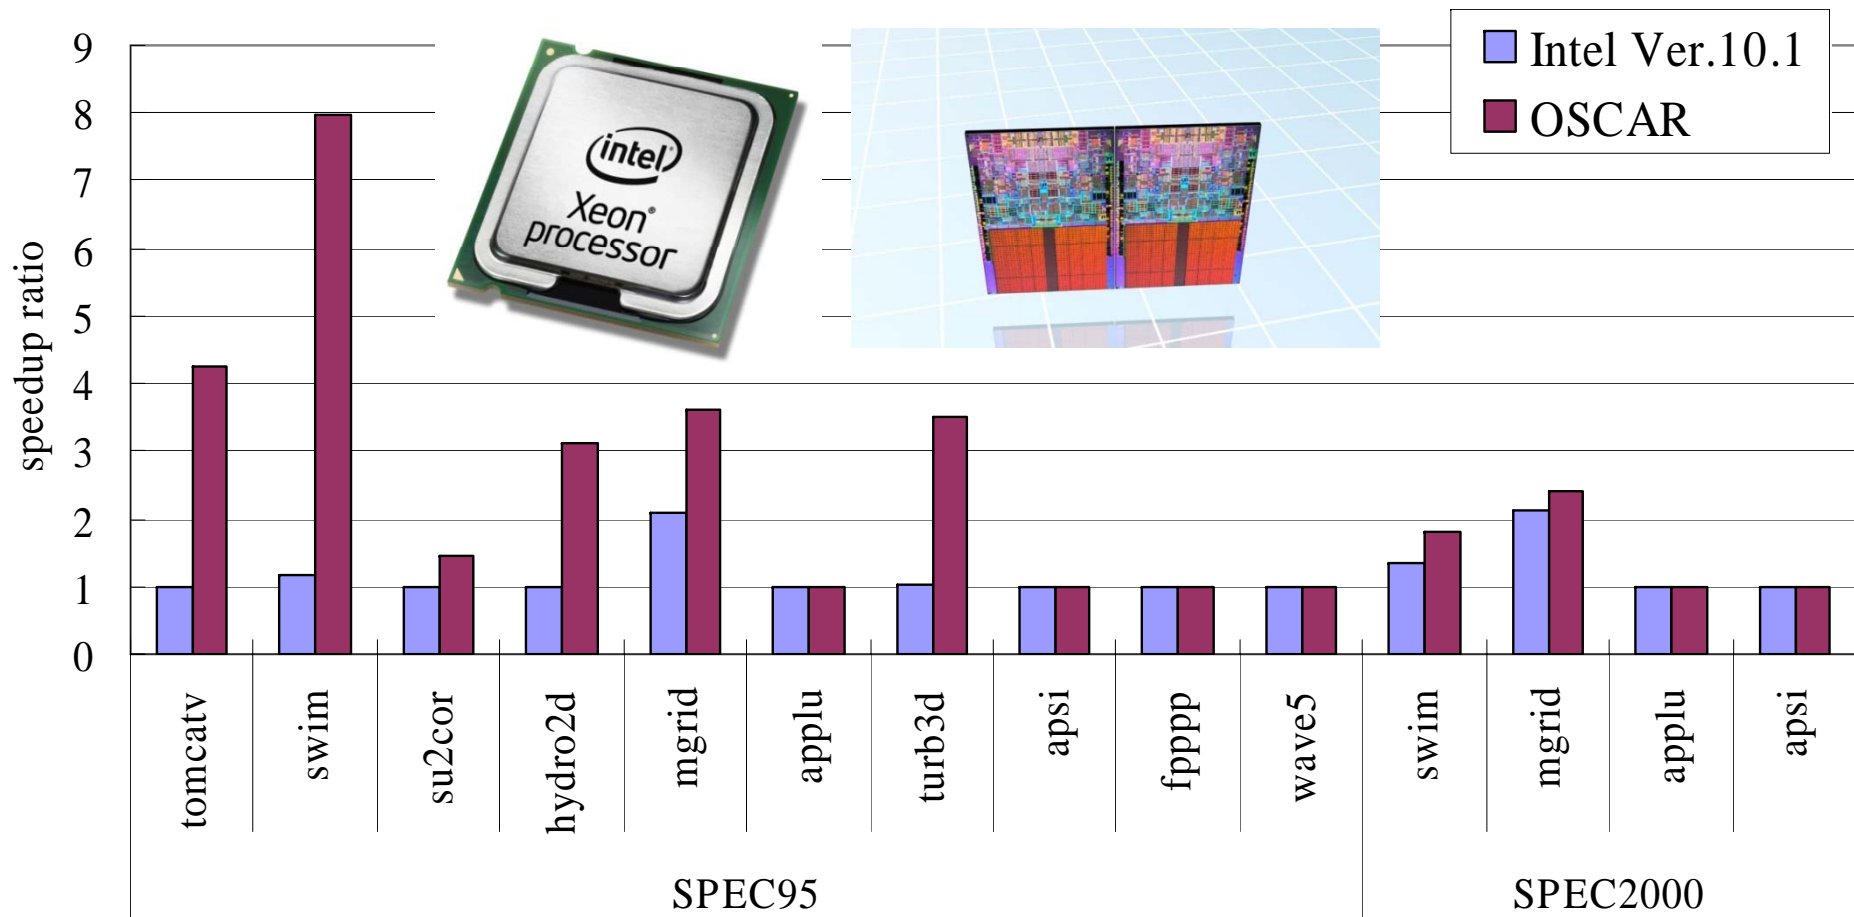 Intel Ver.10.1
OSCAR
speedup ratio
9
8
7
6
5
4
3
2
1
0
intel
Xeon®
processor
tomcatv
swim
su2cor
hydro2d
mgrid
applu
turb3d
apsi
fpppp
wave5
swim
mgrid
applu
apsi
SPEC95
SPEC2000